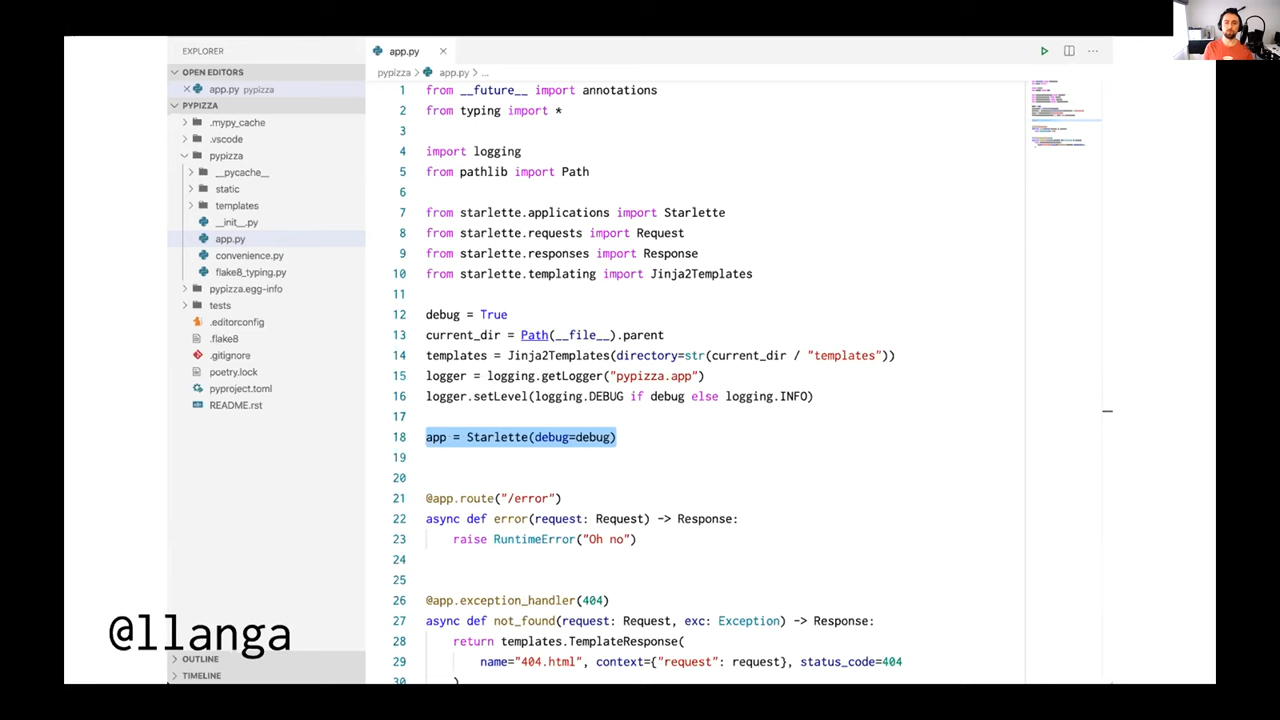 EXPLORER
OPEN EDITORS
app.py pypizza
PYPIZZA
.mypy_cache
.vscode
pypizza
__pycache__
static
templates
__init__.py
app.py
convenience.py
flake8_typing.py
pypizza.egg-info
tests
.editorconfig
.flake8
.gitignore
poetry.lock
pyproject.toml
README.rst
@llanga
OUTLINE
TIMELINE
app.py
pypizza > app.py > ...
1 from __future__ import annotations
2 from typing import *
3
4 import logging
5 from pathlib import Path
6
7 from starlette.applications import Starlette
8 from starlette.requests import Request
9 from starlette.responses import Response
10 from starlette.templating import Jinja2Templates
11
12 debug = True
13 current_dir = Path(__file__).parent
14 templates = Jinja2Templates(directory=str(current_dir / "templates"))
15 logger = logging.getLogger("pypizza.app")
16 logger.setLevel(logging.DEBUG if debug else logging.INFO)
17
18 app = Starlette(debug=debug)
19
20
21 @app.route("/error")
22 async def error(request: Request) -> Response:
23 raise RuntimeError("Oh no")
24
25
26 @app.exception_handler(404)
27 async def not_found(request: Request, exc: Exception) -> Response:
28 return templates.TemplateResponse(
29 name="404.html", context={"request": request}, status_code=404
30 )